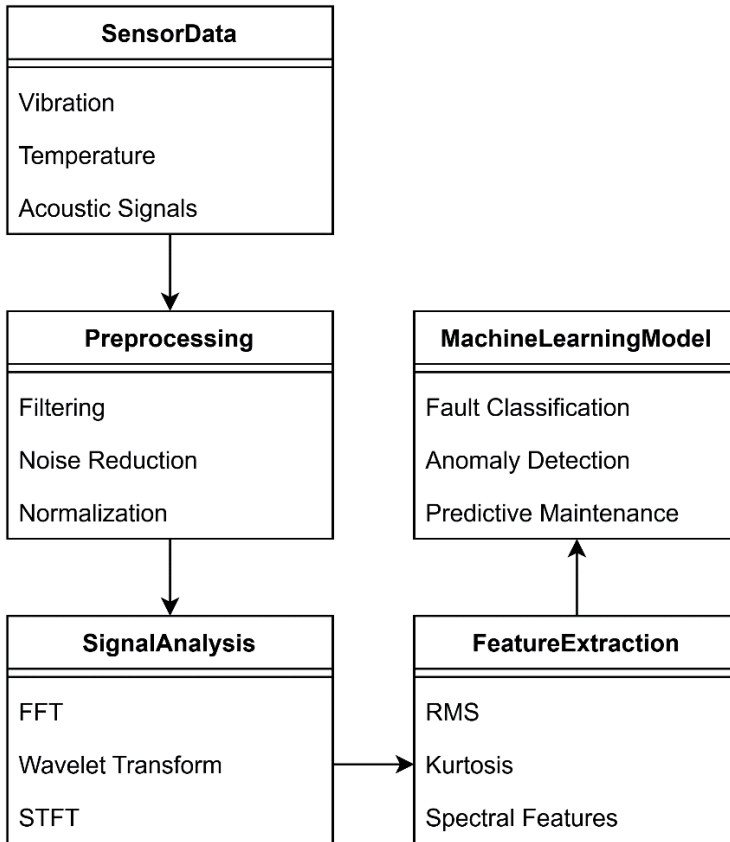 SensorData
Vibration
Temperature
Acoustic Signals
Preprocessing
Filtering
Noise Reduction
Normalization
SignalAnalysis
FFT
Wavelet Transform
STFT
FeatureExtraction
RMS
Kurtosis
Spectral Features
MachineLearningModel
Fault Classification
Anomaly Detection
Predictive Maintenance